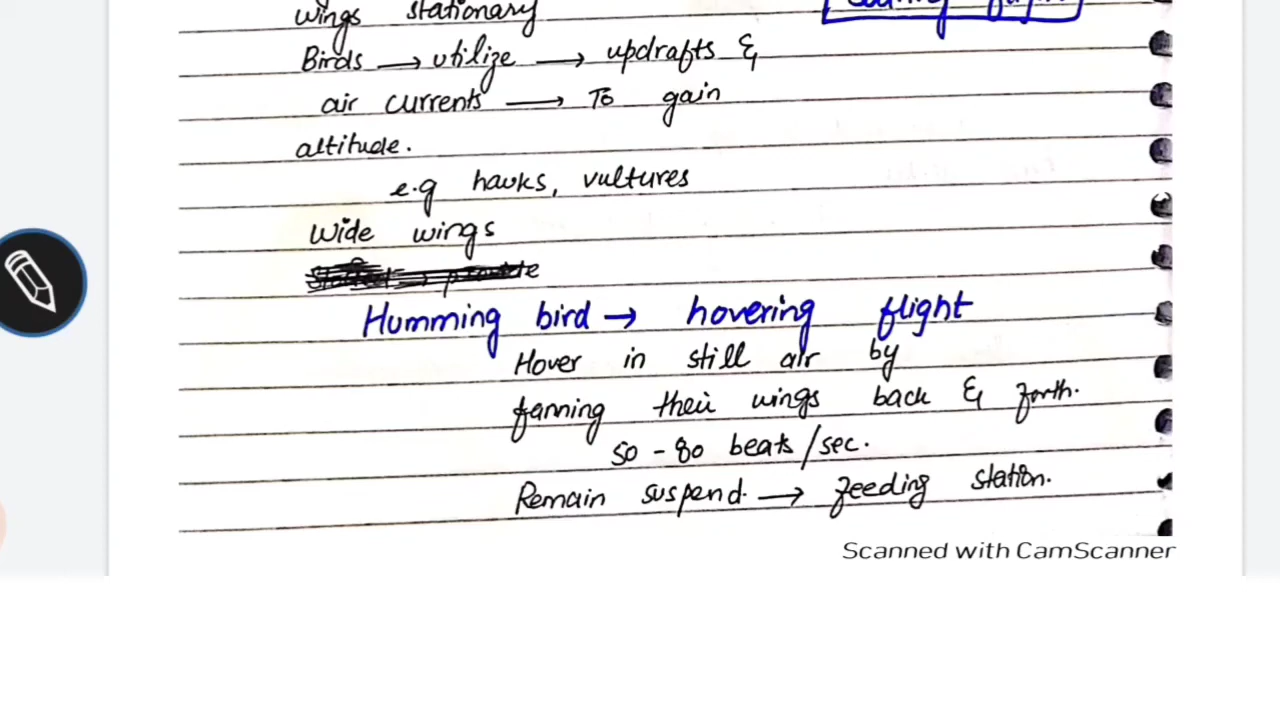 wings stationary
Birds → utilize → updrafts &
air currents → To gain
altitude.
e.g hawks, vultures
Wide wings
Humming bird → hovering flight
Hover in still air by
fanning their wings back & forth.
50 - 80 beats/sec.
Remain suspend. → feeding station.
Scanned with CamScanner